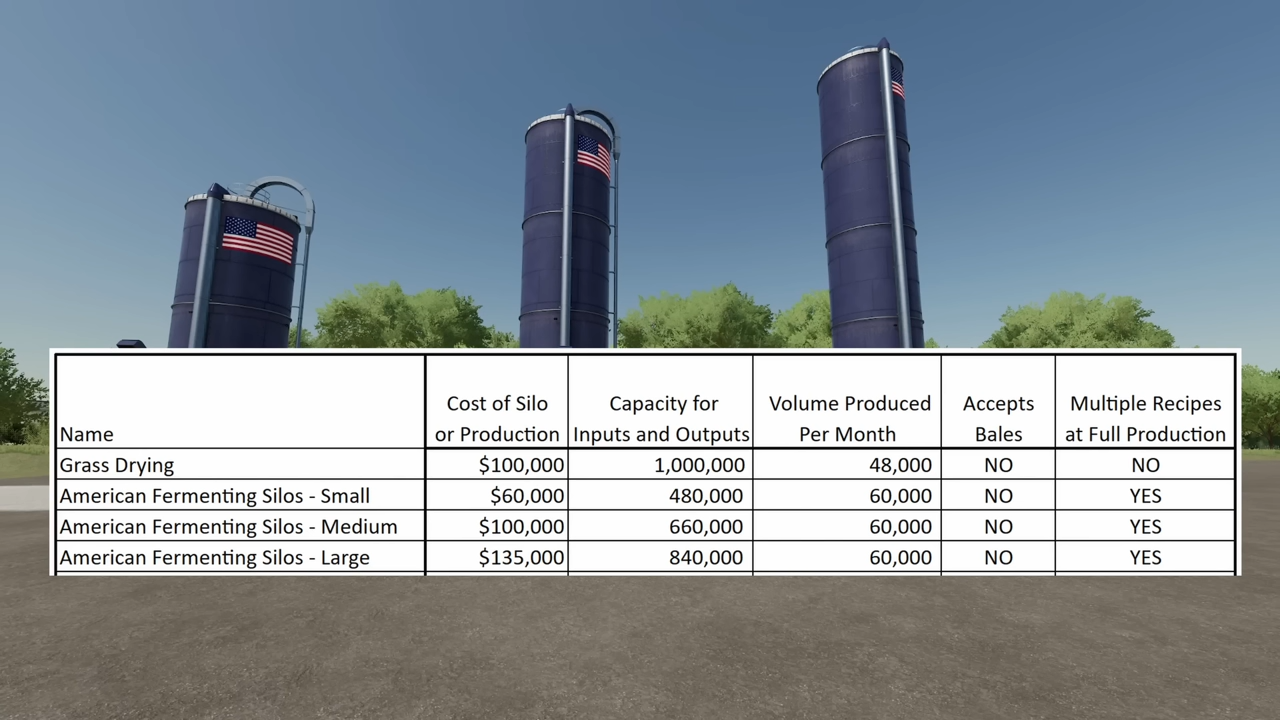 Name Cost of Silo or Production Capacity for Inputs and Outputs Volume Produced Per Month Accepts Bales Multiple Recipes at Full Production
Grass Drying $100,000 1,000,000 48,000 NO NO
American Fermenting Silos - Small $60,000 480,000 60,000 NO YES
American Fermenting Silos - Medium $100,000 660,000 60,000 NO YES
American Fermenting Silos - Large $135,000 840,000 60,000 NO YES